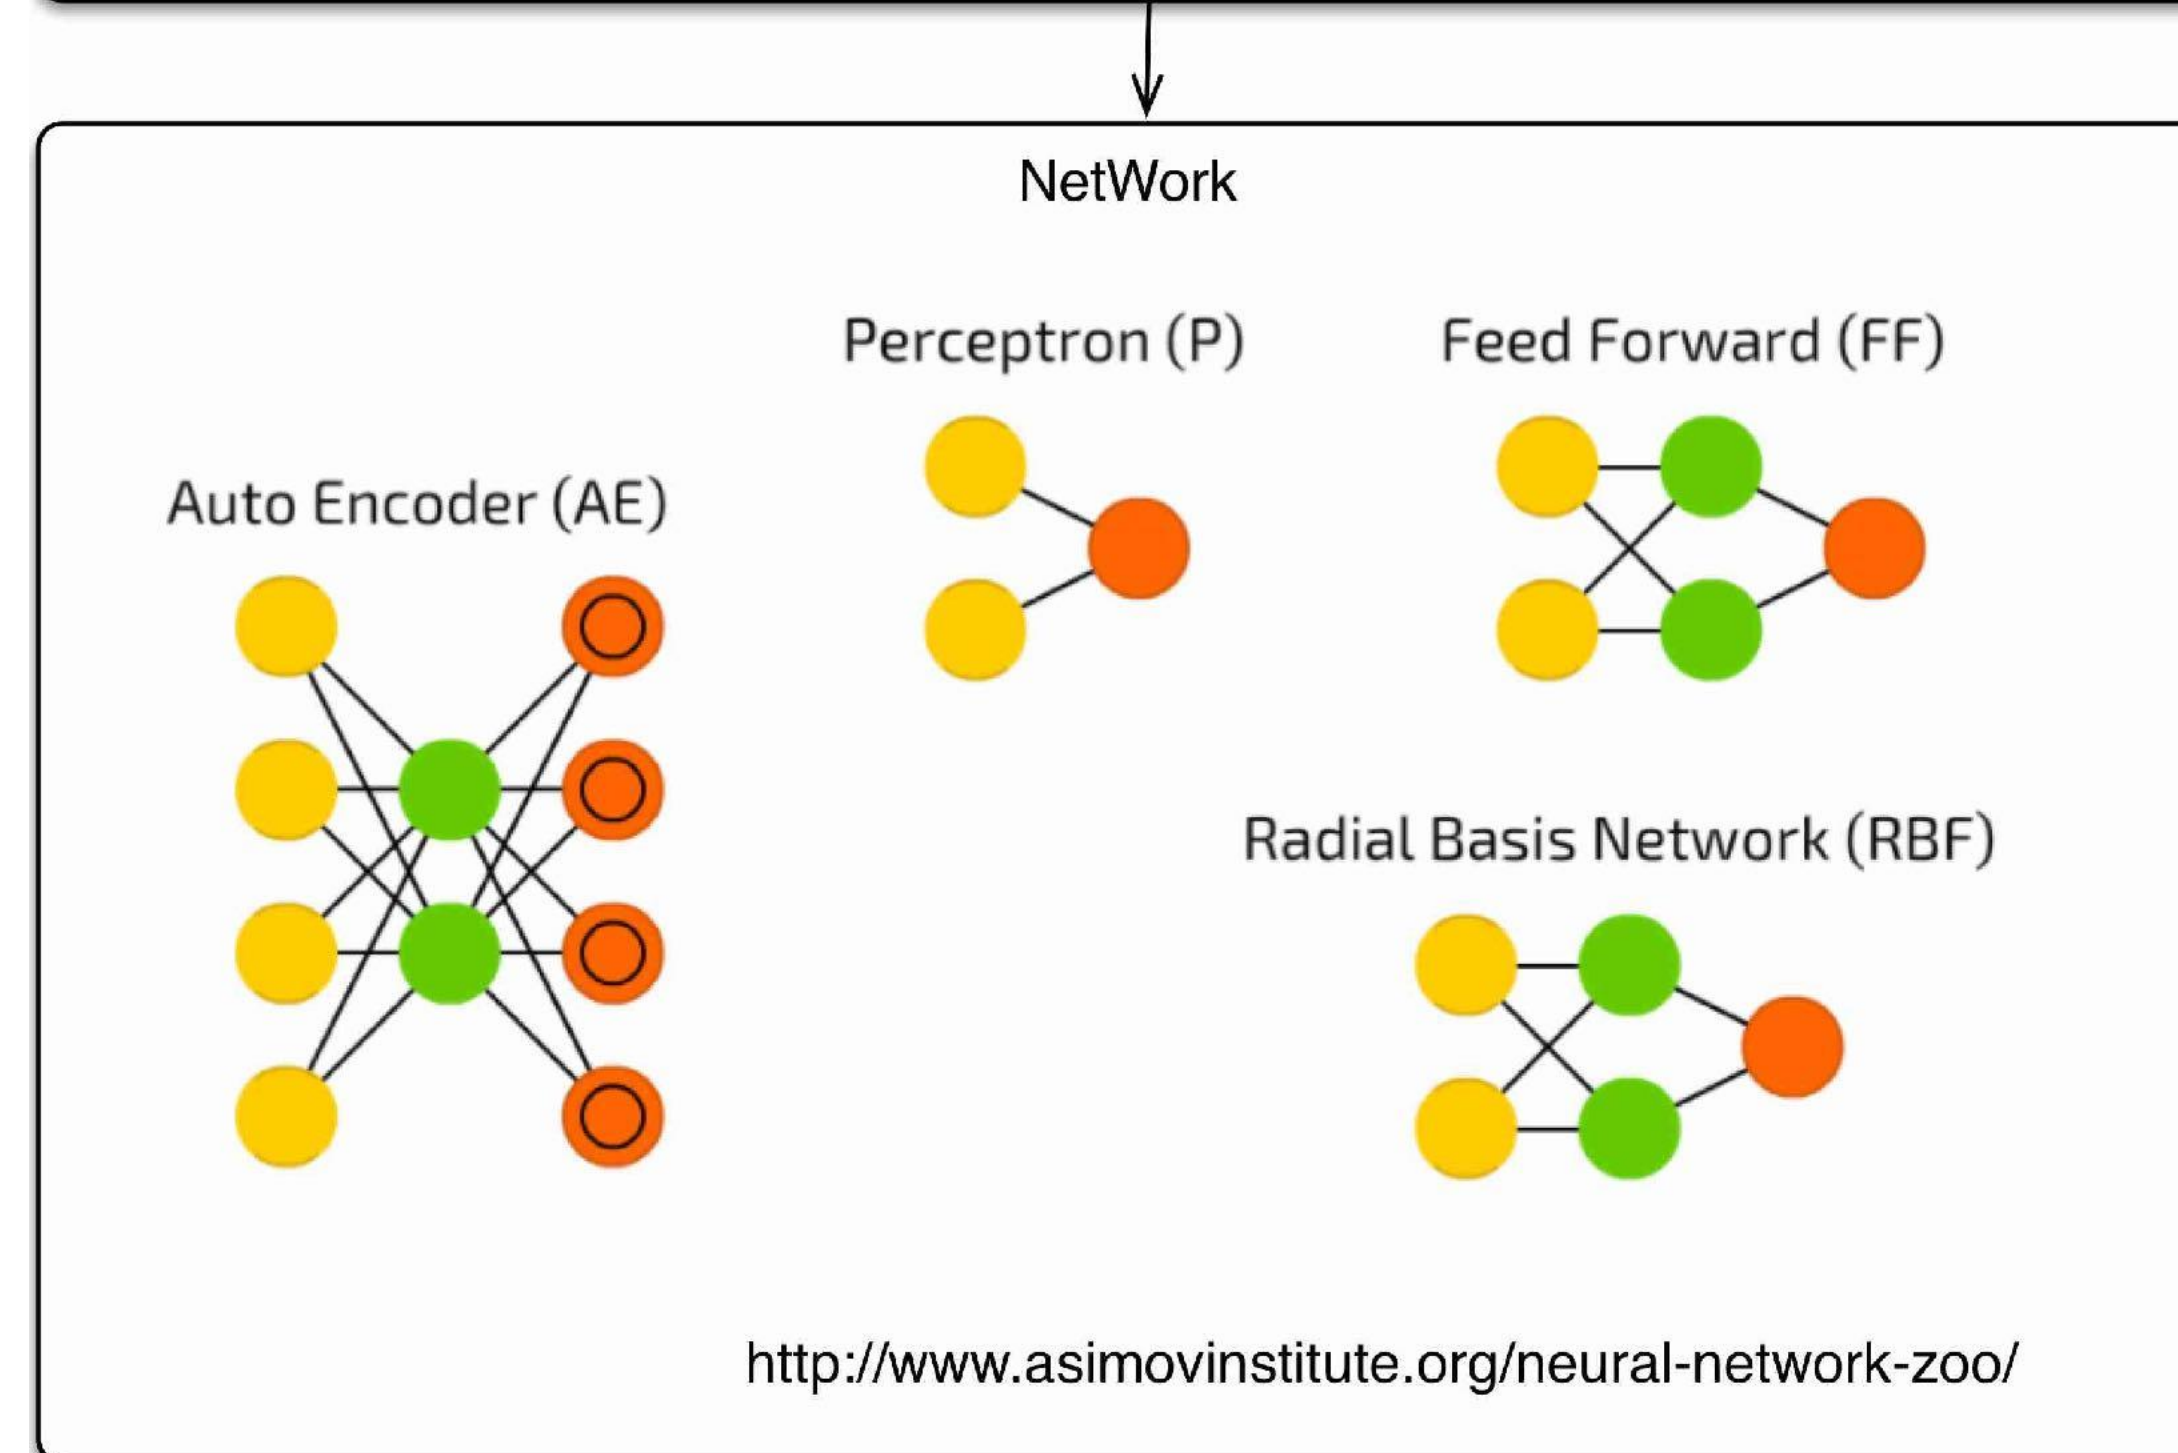 NetWork
Perceptron (P)
Feed Forward (FF)
Auto Encoder (AE)
Radial Basis Network (RBF)
http://www.asimovinstitute.org/neural-network-zoo/